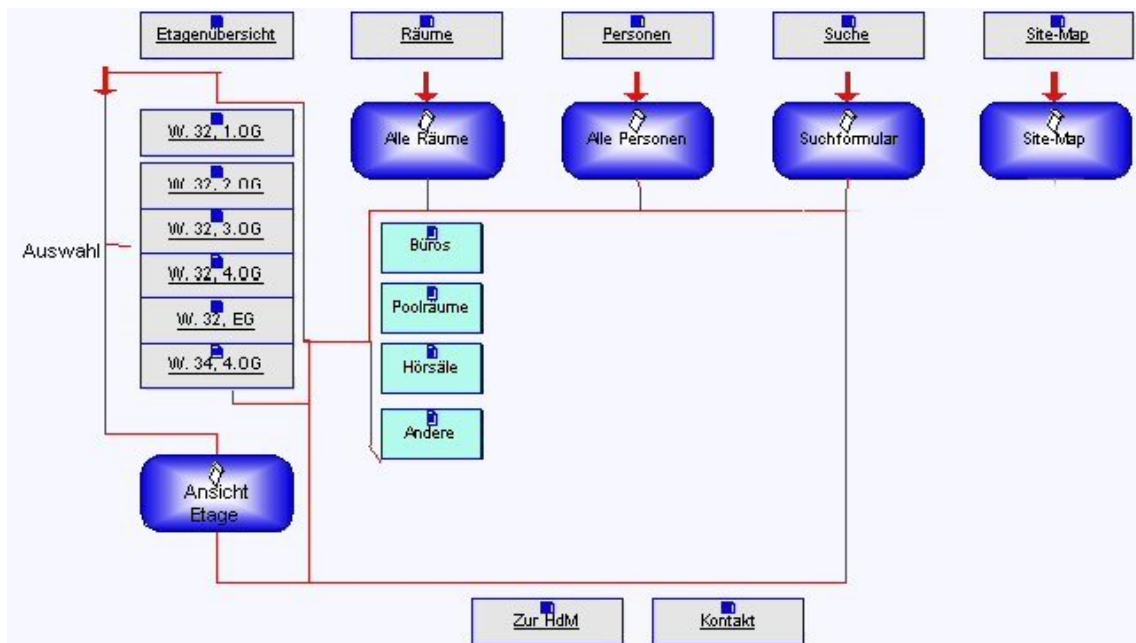 Etagenübersicht
Räume
Personen
Suche
Site-Map
Alle Räume
Alle Personen
Suchformular
Site-Map
Auswahl
W. 32, 1.OG
W. 32, 2.OG
W. 32, 3.OG
W. 32, 4.OG
W. 32, EG
W. 34, 4.OG
Büros
Poolräume
Hörsäle
Andere
Ansicht
Etage
Zur HdM
Kontakt